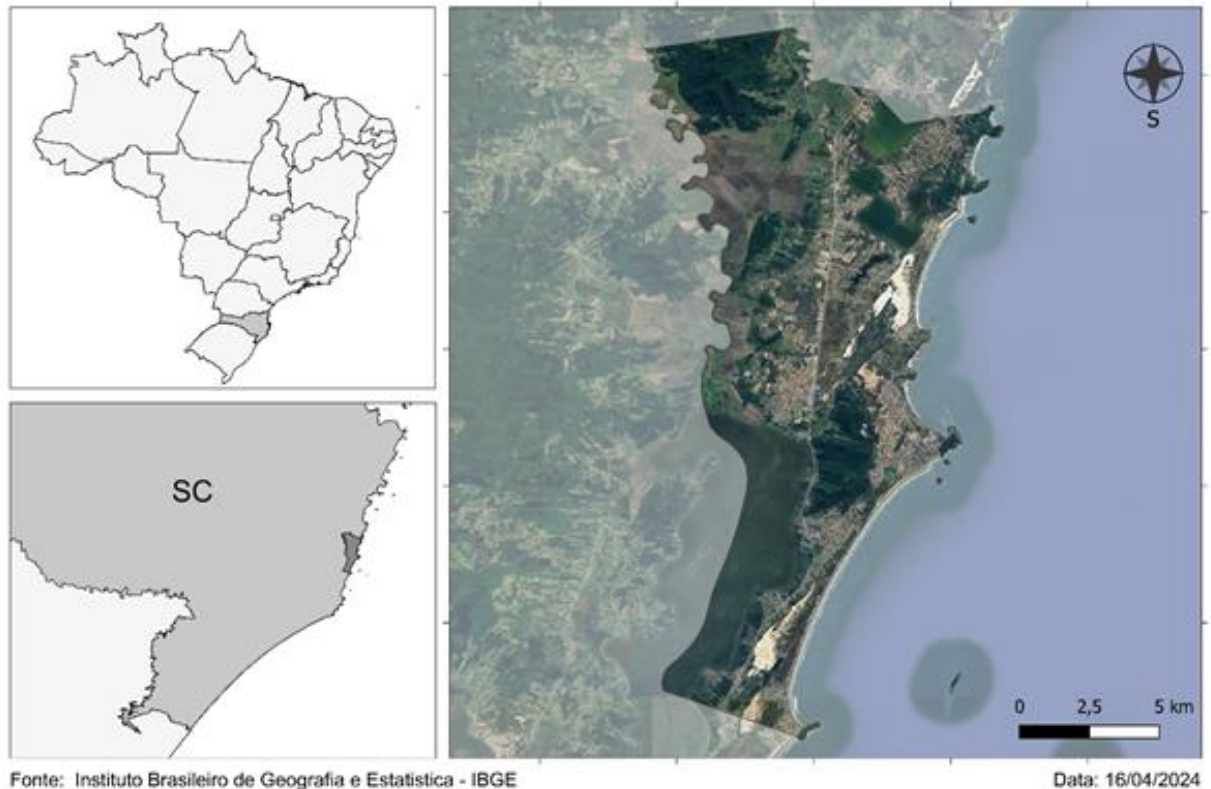 S
SC
0 2,5 5 km
Fonte: Instituto Brasileiro de Geografia e Estatistica - IBGE
Data: 16/04/2024